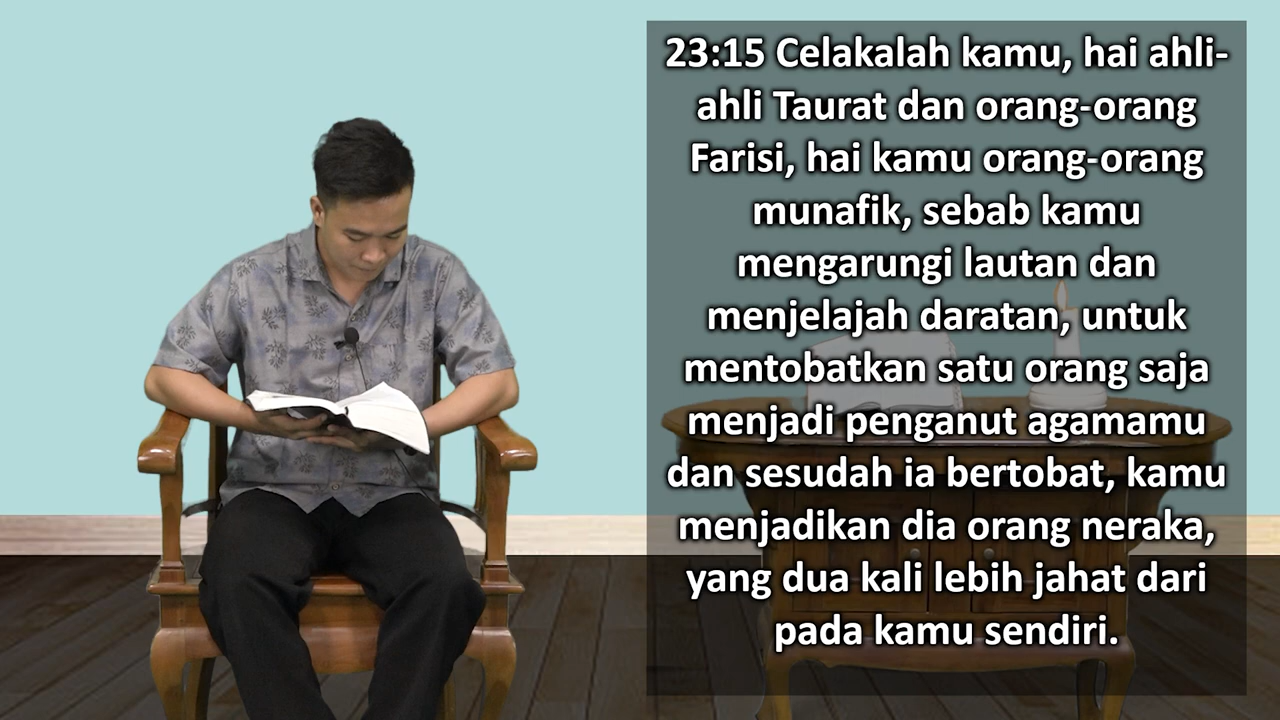 23:15 Celakalah kamu, hai ahli-
ahli Taurat dan orang-orang
Farisi, hai kamu orang-orang
munafik, sebab kamu
mengarungi lautan dan
menjelajah daratan, untuk
mentobatkan satu orang saja
menjadi penganut agamamu
dan sesudah ia bertobat, kamu
menjadikan dia orang neraka,
yang dua kali lebih jahat dari
pada kamu sendiri.